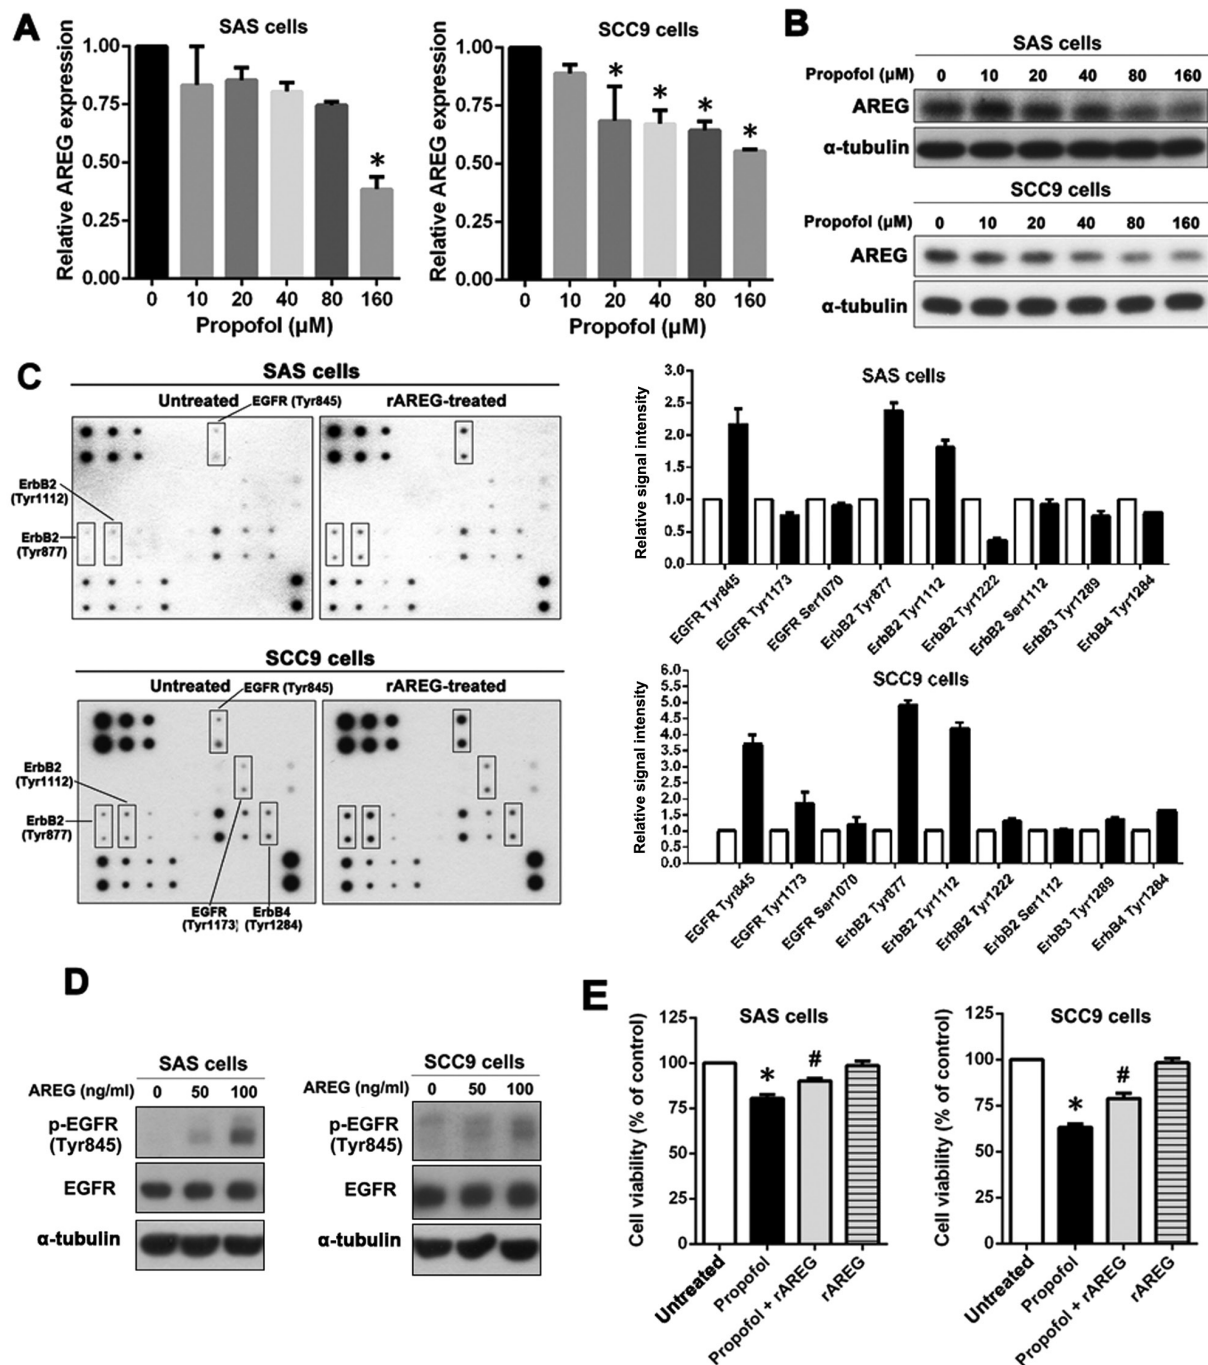 A
SAS cells
Relative AREG expression
1.00
0.75
0.50
0.25
0.00
*
0 10 20 40 80 160
Propofol (μM)
SCC9 cells
Relative AREG expression
1.00
0.75
0.50
0.25
0.00
* * * *
0 10 20 40 80 160
Propofol (μM)
B
SAS cells
Propofol (μM) 0 10 20 40 80 160
AREG
α-tubulin
SCC9 cells
Propofol (μM) 0 10 20 40 80 160
AREG
α-tubulin
C
SAS cells
Untreated
EGFR (Tyr845)
rAREG-treated
ErbB2
(Tyr1112)
ErbB2
(Tyr877)
SCC9 cells
Untreated
EGFR (Tyr845)
rAREG-treated
ErbB2
(Tyr1112)
ErbB2
(Tyr877)
EGFR
(Tyr1173)
ErbB4
(Tyr1284)
SAS cells
Relative signal intensity
3.0
2.5
2.0
1.5
1.0
0.5
0.0
EGFR Tyr845
EGFR Tyr1173
EGFR Ser1070
ErbB2 Tyr877
ErbB2 Tyr1112
ErbB2 Tyr1222
ErbB2 Ser1112
ErbB3 Tyr1289
ErbB4 Tyr1284
SCC9 cells
Relative signal intensity
6.0
5.5
5.0
4.5
4.0
3.5
3.0
2.5
2.0
1.5
1.0
0.5
0.0
EGFR Tyr845
EGFR Tyr1173
EGFR Ser1070
ErbB2 Tyr877
ErbB2 Tyr1112
ErbB2 Tyr1222
ErbB2 Ser1112
ErbB3 Tyr1289
ErbB4 Tyr1284
D
SAS cells
AREG (ng/ml) 0 50 100
p-EGFR
(Tyr845)
EGFR
α-tubulin
SCC9 cells
AREG (ng/ml) 0 50 100
p-EGFR
(Tyr845)
EGFR
α-tubulin
E
SAS cells
Cell viability (% of control)
125
100
75
50
25
0
* #
Untreated
Propofol
Propofol + rAREG
rAREG
SCC9 cells
Cell viability (% of control)
125
100
75
50
25
0
* #
Untreated
Propofol
Propofol + rAREG
rAREG